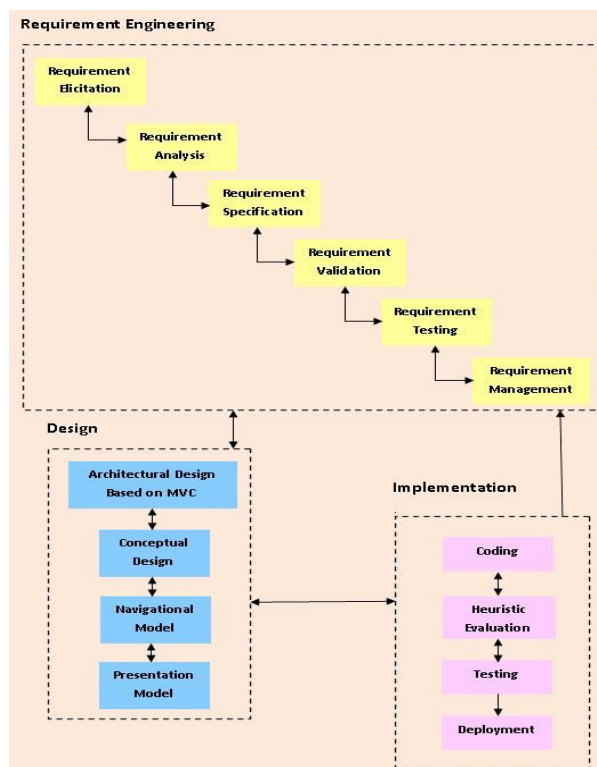 Requirement Engineering
Requirement
Elicitation
Requirement
Analysis
Requirement
Specification
Requirement
Validation
Requirement
Testing
Requirement
Management
Design
Architectural Design
Based on MVC
Conceptual
Design
Navigational
Model
Presentation
Model
Implementation
Coding
Heuristic
Evaluation
Testing
Deployment